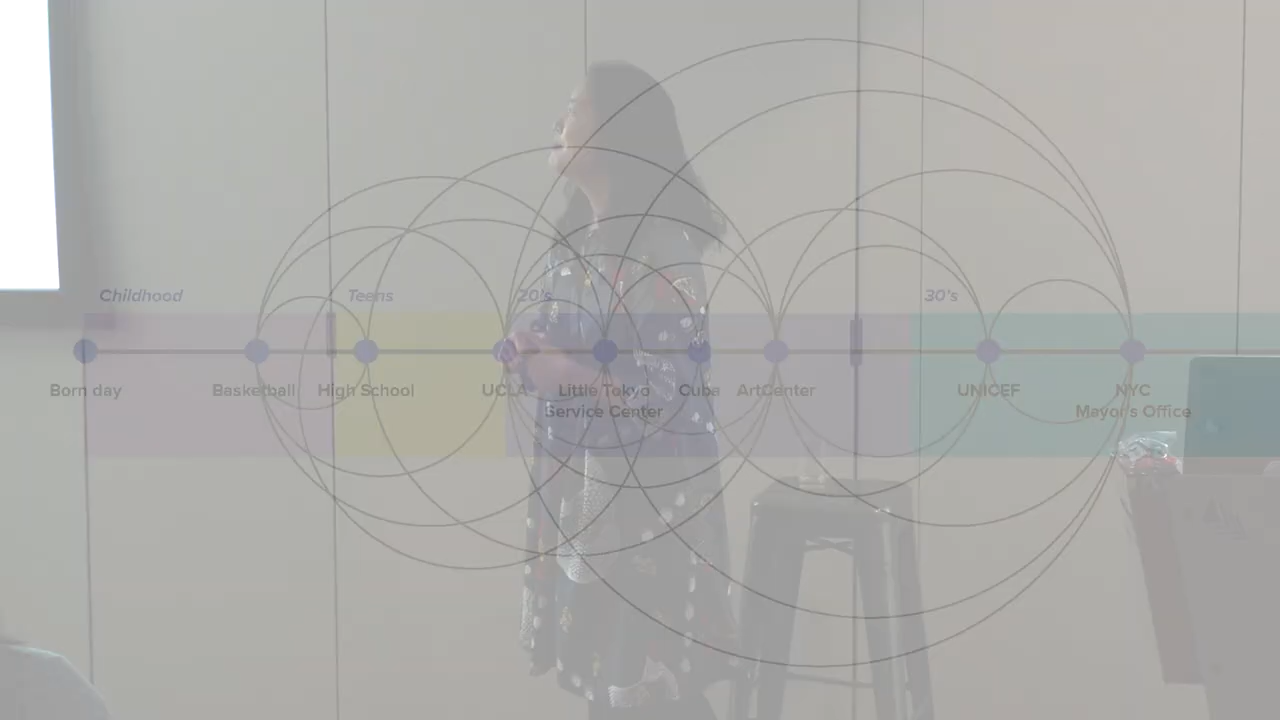 Childhood
Teens
20's
30's
Born day
Basketball
High School
UCLA
Little Tokyo
Service Center
Cuba
ArtCenter
UNICEF
NYC
Mayor's Office